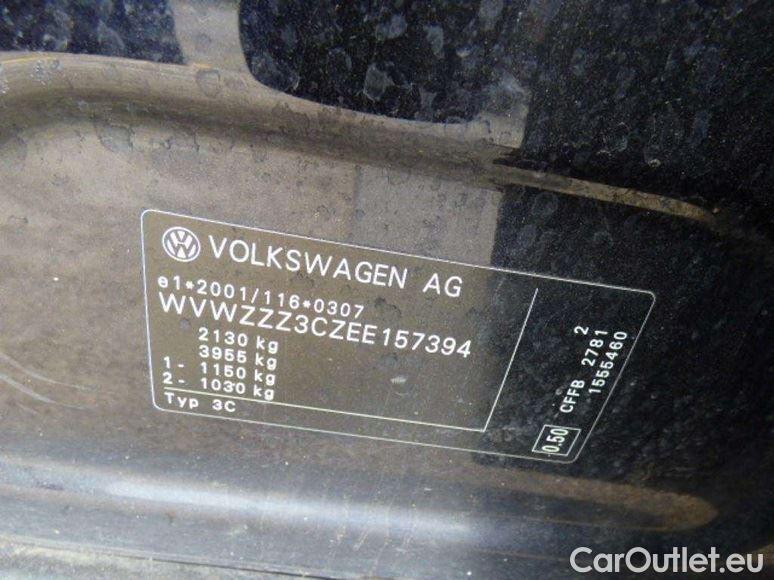 VOLKSWAGEN AG
e1*2001/116*0307
WVWZZZ3CZEE157394
2130 kg
3955 kg
1- 1150 kg
2- 1030 kg
Typ 3C
2
CFFB 2781
1555460
0.50
CarOutlet.eu